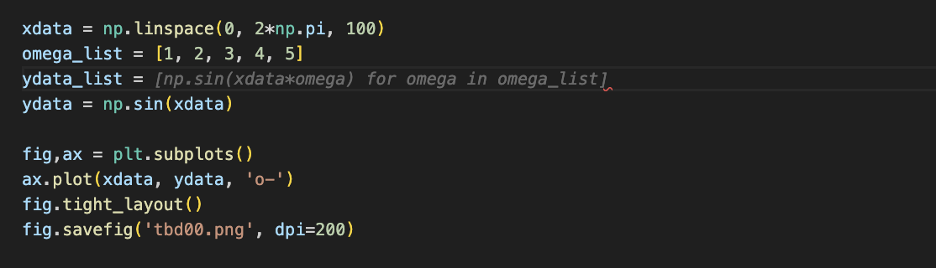 xdata = np.linspace(0, 2*np.pi, 100)
omega_list = [1, 2, 3, 4, 5]
ydata_list = [np.sin(xdata*omega) for omega in omega_list]
ydata = np.sin(xdata)
fig,ax = plt.subplots()
ax.plot(xdata, ydata, 'o-')
fig.tight_layout()
fig.savefig('tbd00.png', dpi=200)